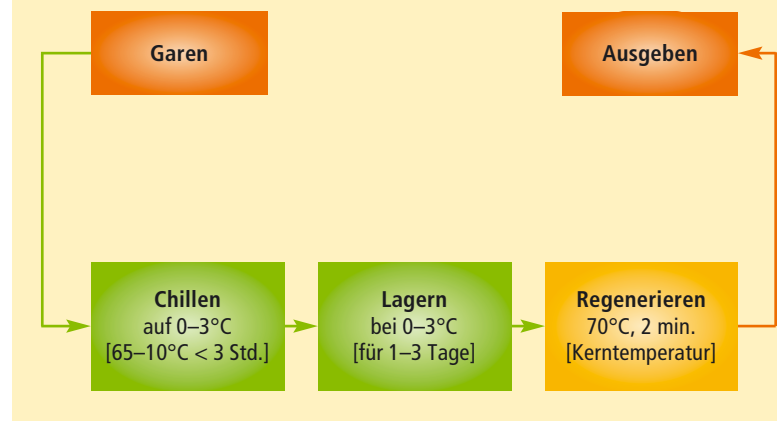 Garen
Ausgeben
Chillen
auf 0–3°C
[65–10°C < 3 Std.]
Lagern
bei 0–3°C
[für 1–3 Tage]
Regenerieren
70°C, 2 min.
[Kerntemperatur]